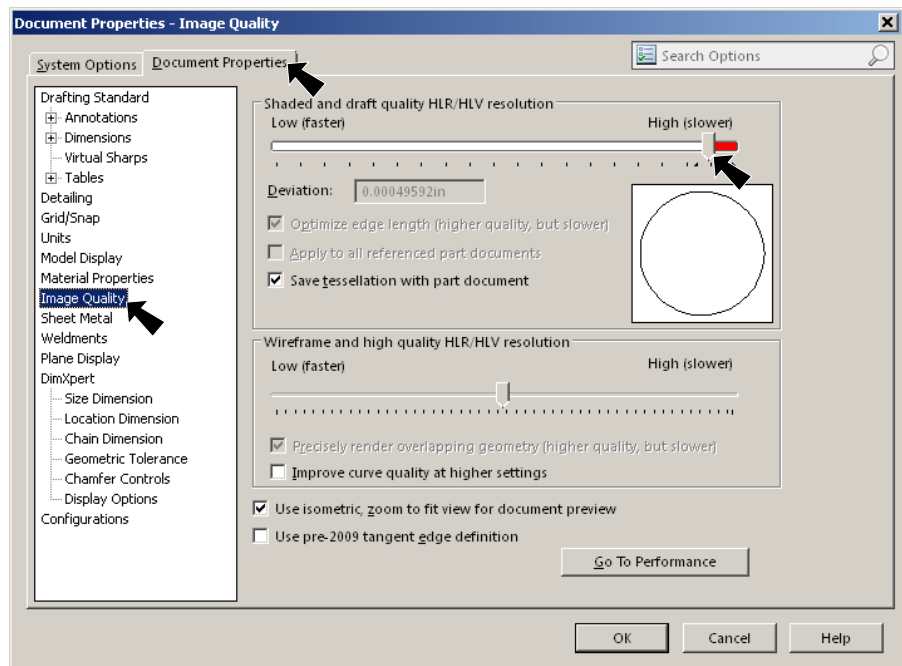 Document Properties - Image Quality
System Options
Document Properties
Search Options
Drafting Standard
Annotations
Dimensions
Virtual Sharps
Tables
Detailing
Grid/Snap
Units
Model Display
Material Properties
Image Quality
Sheet Metal
Weldments
Plane Display
DimXpert
Size Dimension
Location Dimension
Chain Dimension
Geometric Tolerance
Chamfer Controls
Display Options
Configurations
Shaded and draft quality HLR/HLV resolution
Low (faster) High (slower)
Deviation: 0.00049592in
Optimize edge length (higher quality, but slower)
Apply to all referenced part documents
Save tessellation with part document
Wireframe and high quality HLR/HLV resolution
Low (faster) High (slower)
Precisely render overlapping geometry (higher quality, but slower)
Improve curve quality at higher settings
Use isometric, zoom to fit view for document preview
Use pre-2009 tangent edge definition
Go To Performance
OK Cancel Help